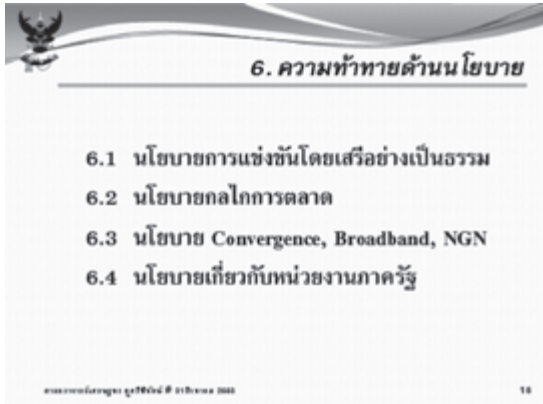 6. ความท้าทายด้านนโยบาย
6.1 นโยบายการแข่งขันโดยเสรีอย่างเป็นธรรม
6.2 นโยบายกลไกการตลาด
6.3 นโยบาย Convergence, Broadband, NGN
6.4 นโยบายเกี่ยวกับหน่วยงานภาครัฐ
16